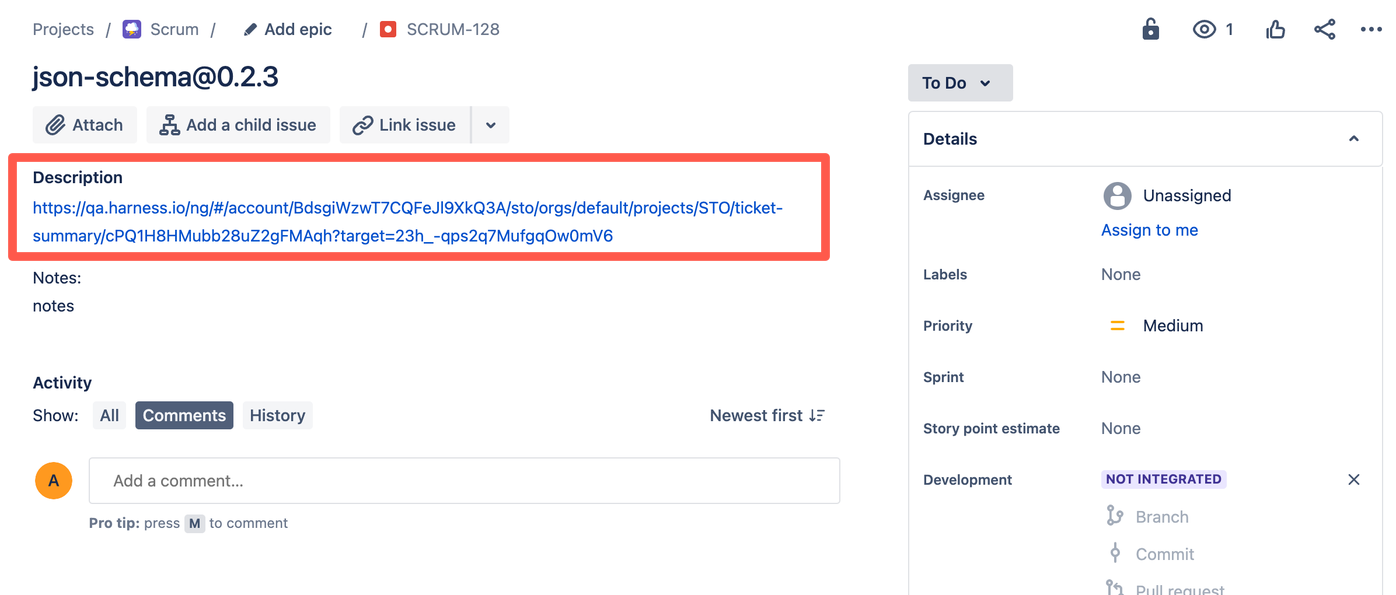 Projects / Scrum / Add epic / SCRUM-128
1
json-schema@0.2.3
To Do
Attach
Add a child issue
Link issue
Description
https://qa.harness.io/ng/#/account/BdsgiWzwT7CQFeJl9XkQ3A/sto/orgs/default/projects/STO/ticket-
summary/cPQ1H8HMubb28uZ2gFMAqh?target=23h_-qps2q7MufgqOw0mV6
Notes:
notes
Activity
Show: All Comments History Newest first
A
Add a comment...
Pro tip: press M to comment
Details
Assignee Unassigned
Assign to me
Labels None
Priority Medium
Sprint None
Story point estimate None
Development NOT INTEGRATED
Branch
Commit
Pull request